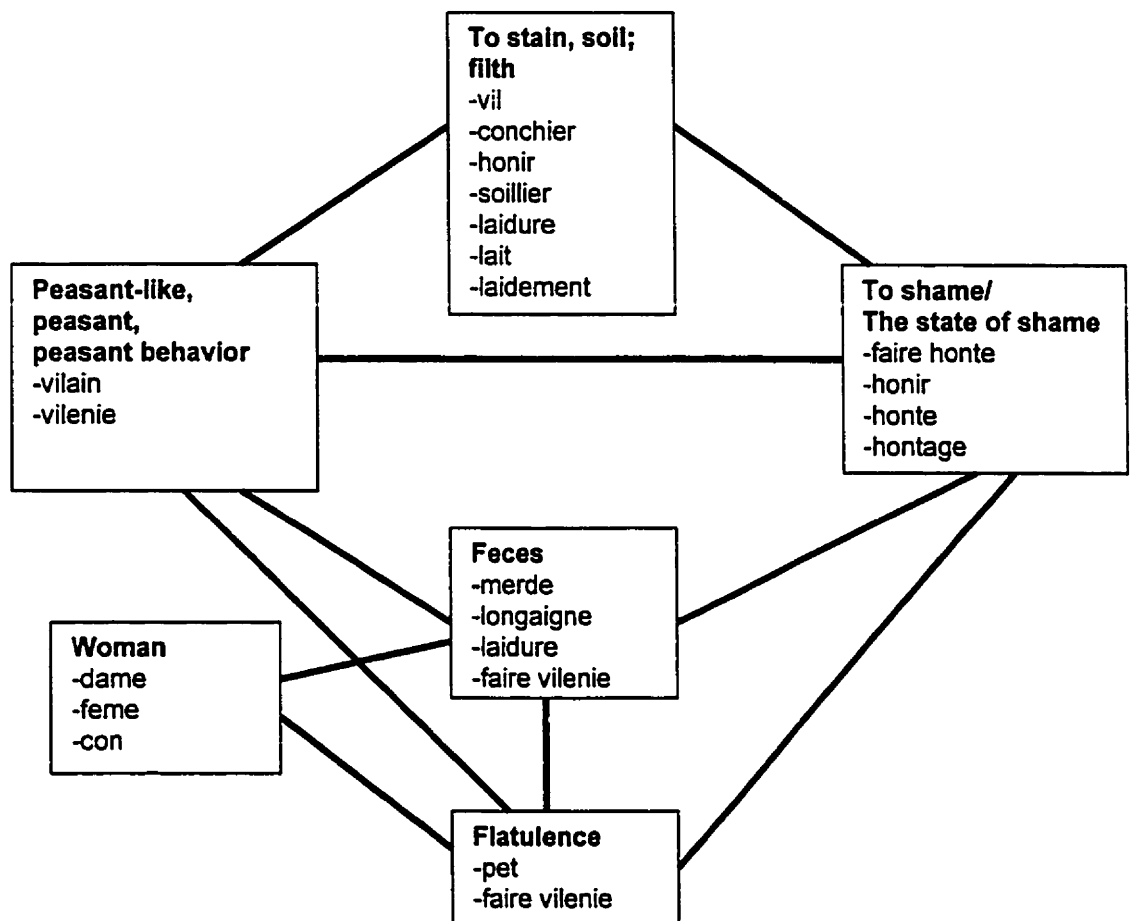 To stain, soil;
filth
-vil
-conchier
-honir
-soillier
-laidure
-lait
-laidement
Peasant-like,
peasant,
peasant behavior
-vilain
-vilenie
To shame/
The state of shame
-faire honte
-honir
-honte
-hontage
Feces
-merde
-longaigne
-laidure
-faire vilenie
Woman
-dame
-feme
-con
Flatulence
-pet
-faire vilenie